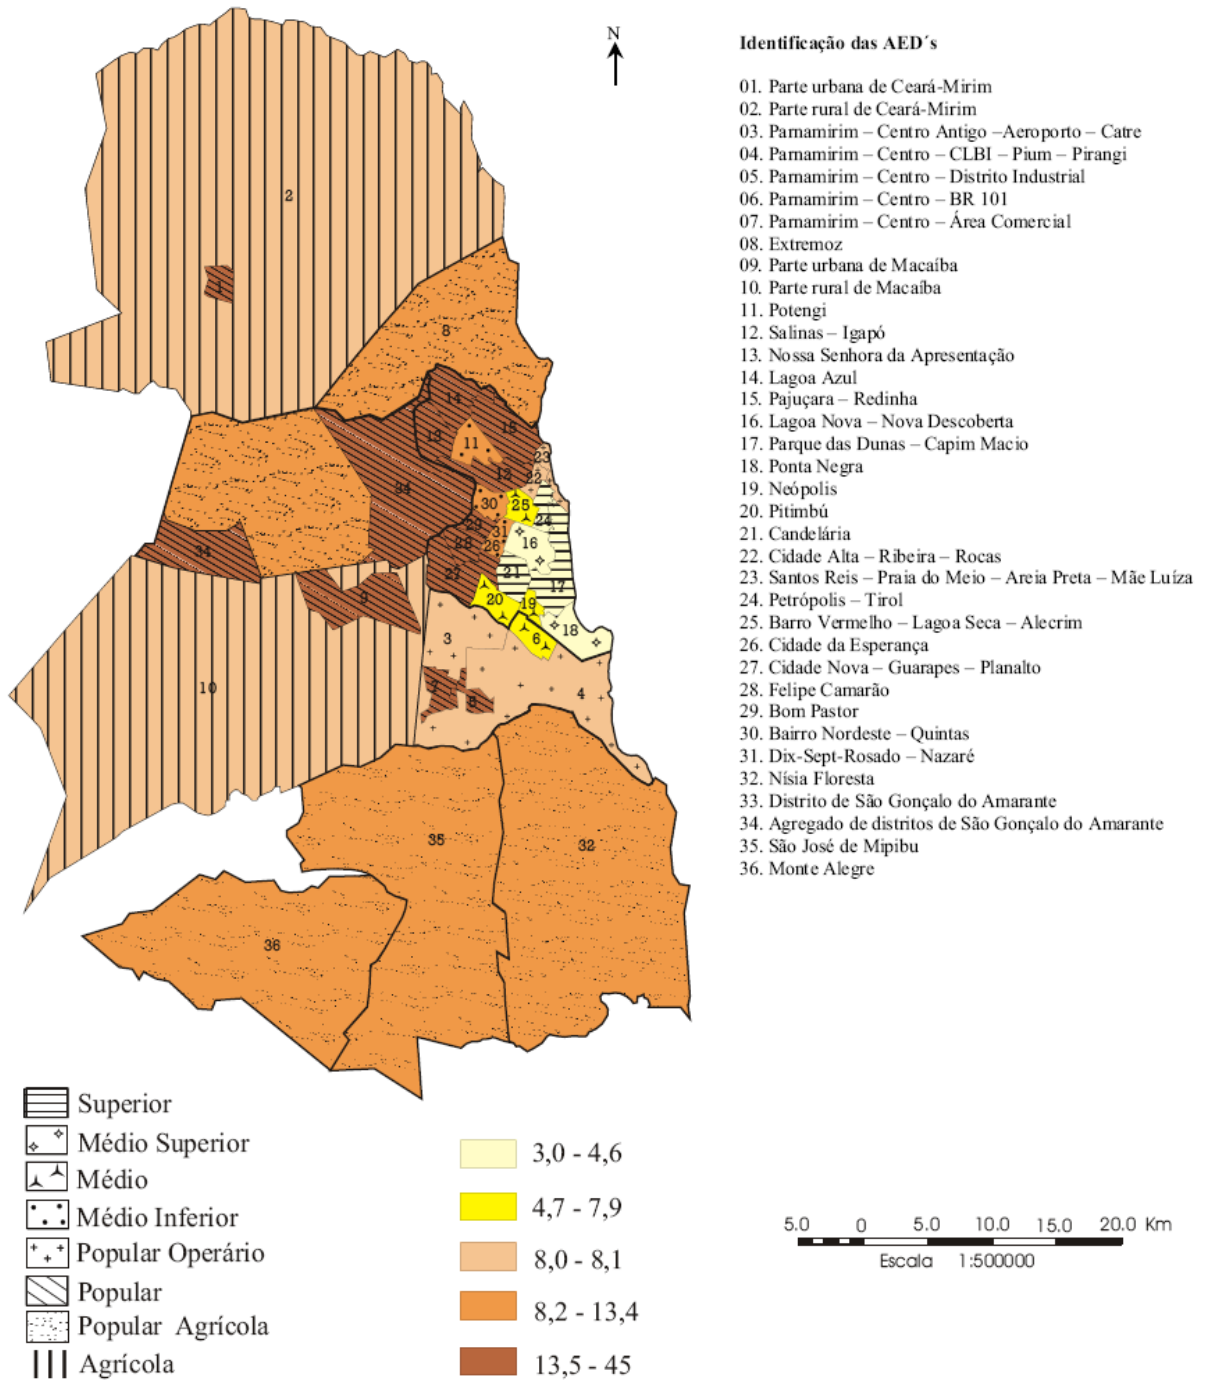 N
Identificação das AED´s
01. Parte urbana de Ceará-Mirim
02. Parte rural de Ceará-Mirim
03. Parnamirim – Centro Antigo –Aeroporto – Catre
04. Parnamirim – Centro – CLBI – Pium – Pirangi
05. Parnamirim – Centro – Distrito Industrial
06. Parnamirim – Centro – BR 101
07. Parnamirim – Centro – Área Comercial
08. Extremoz
09. Parte urbana de Macaíba
10. Parte rural de Macaíba
11. Potengi
12. Salinas – Igapó
13. Nossa Senhora da Apresentação
14. Lagoa Azul
15. Pajuçara – Redinha
16. Lagoa Nova – Nova Descoberta
17. Parque das Dunas – Capim Macio
18. Ponta Negra
19. Neópolis
20. Pitimbú
21. Candelária
22. Cidade Alta – Ribeira – Rocas
23. Santos Reis – Praia do Meio – Areia Preta – Mãe Luíza
24. Petrópolis – Tirol
25. Barro Vermelho – Lagoa Seca – Alecrim
26. Cidade da Esperança
27. Cidade Nova – Guarapes – Planalto
28. Felipe Camarão
29. Bom Pastor
30. Bairro Nordeste – Quintas
31. Dix-Sept-Rosado – Nazaré
32. Nísia Floresta
33. Distrito de São Gonçalo do Amarante
34. Agregado de distritos de São Gonçalo do Amarante
35. São José de Mipibu
36. Monte Alegre
2
1
8
14
13
15
11
23
12
22
34
30
25
24
29
31
28
26
16
34
27
21
17
9
20
19
18
3
6
10
7
4
35
32
36
Superior
Médio Superior
Médio
Médio Inferior
Popular Operário
Popular
Popular Agrícola
Agrícola
3,0 - 4,6
4,7 - 7,9
8,0 - 8,1
8,2 - 13,4
13,5 - 45
5.0 0 5.0 10.0 15.0 20.0 Km
Escala 1:500000